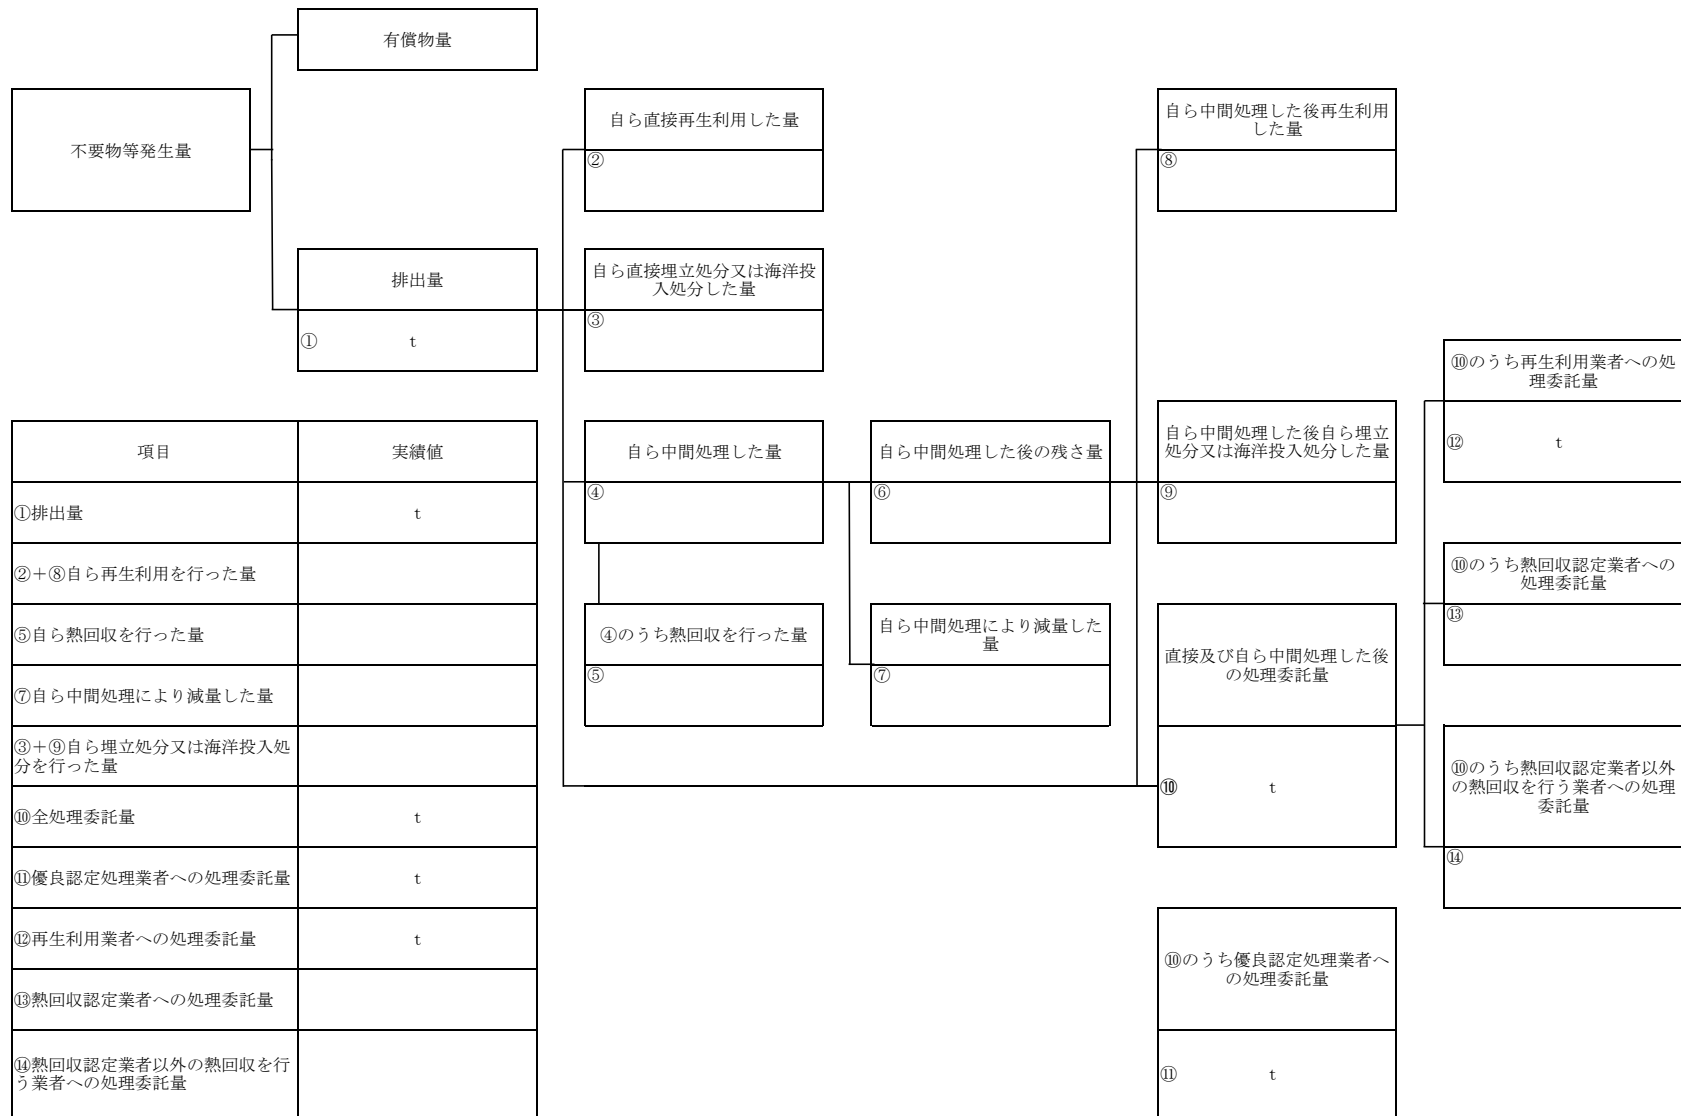 有償物量
不要物等発生量
排出量
①
t
自ら直接再生利用した量
②
自ら直接埋立処分又は海洋投
入処分した量
③
自ら中間処理した量
④
④のうち熱回収を行った量
⑤
自ら中間処理した後の残さ量
⑥
自ら中間処理により減量した
量
⑦
自ら中間処理した後再生利用
した量
⑧
自ら中間処理した後自ら埋立
処分又は海洋投入処分した量
⑨
直接及び自ら中間処理した後
の処理委託量
⑩
t
⑩のうち優良認定処理業者へ
の処理委託量
⑪
t
⑩のうち再生利用業者への処
理委託量
⑫
t
⑩のうち熱回収認定業者への
処理委託量
⑬
⑩のうち熱回収認定業者以外
の熱回収を行う業者への処理
委託量
⑭
項目
実績値
①排出量
t
②＋⑧自ら再生利用を行った量
⑤自ら熱回収を行った量
⑦自ら中間処理により減量した量
③＋⑨自ら埋立処分又は海洋投入処
分を行った量
⑩全処理委託量
t
⑪優良認定処理業者への処理委託量
t
⑫再生利用業者への処理委託量
t
⑬熱回収認定業者への処理委託量
⑭熱回収認定業者以外の熱回収を行
う業者への処理委託量